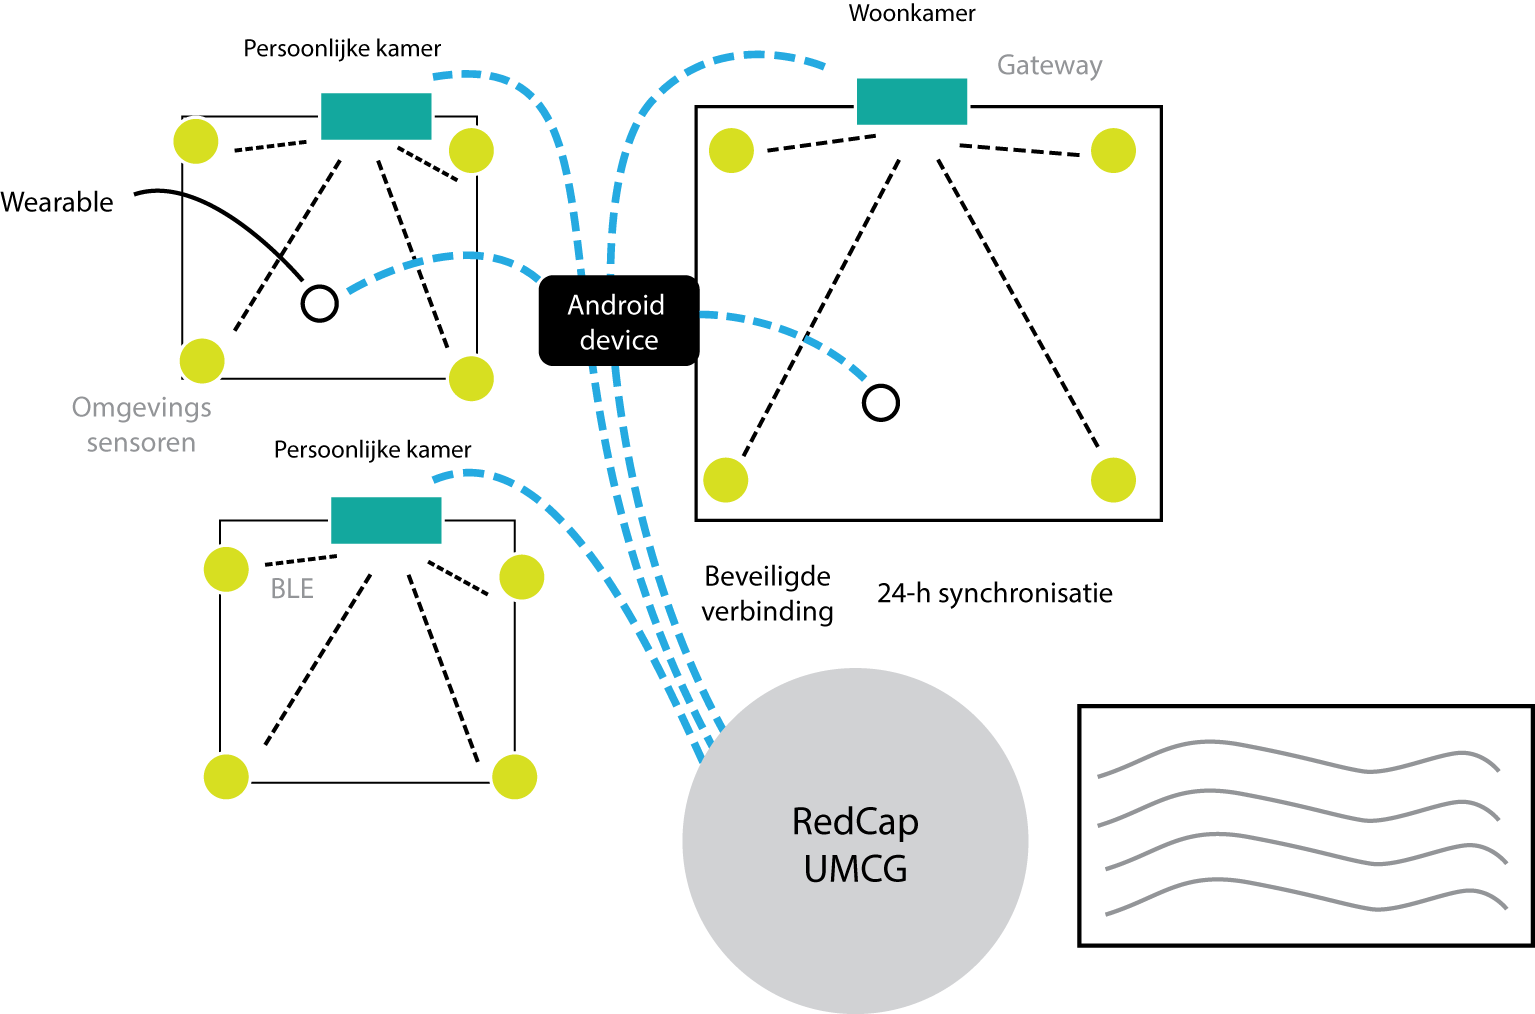 Woonkamer
Persoonlijke kamer
Gateway
Wearable
Android
device
Omgevings
sensoren
Persoonlijke kamer
BLE
Beveiligde
verbinding
24-h synchronisatie
RedCap
UMCG